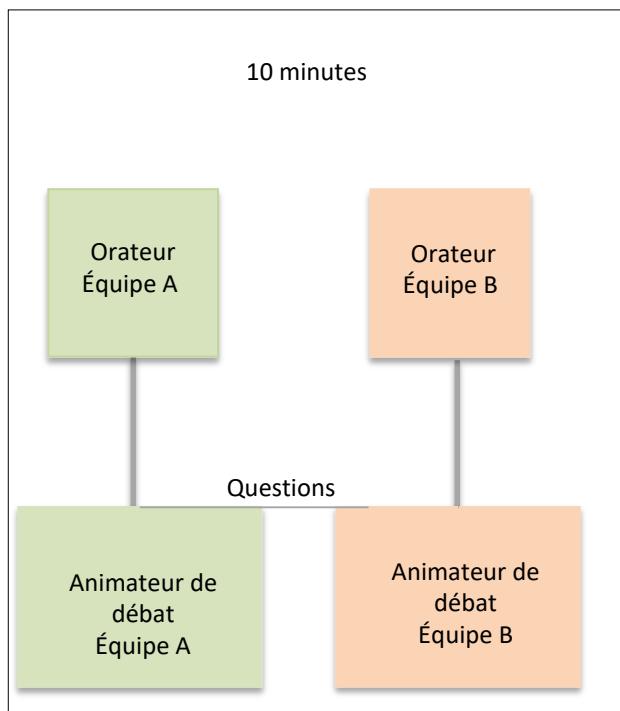 10 minutes
Orateur
Équipe A
Orateur
Équipe B
Questions
Animateur de
débat
Équipe A
Animateur de
débat
Équipe B